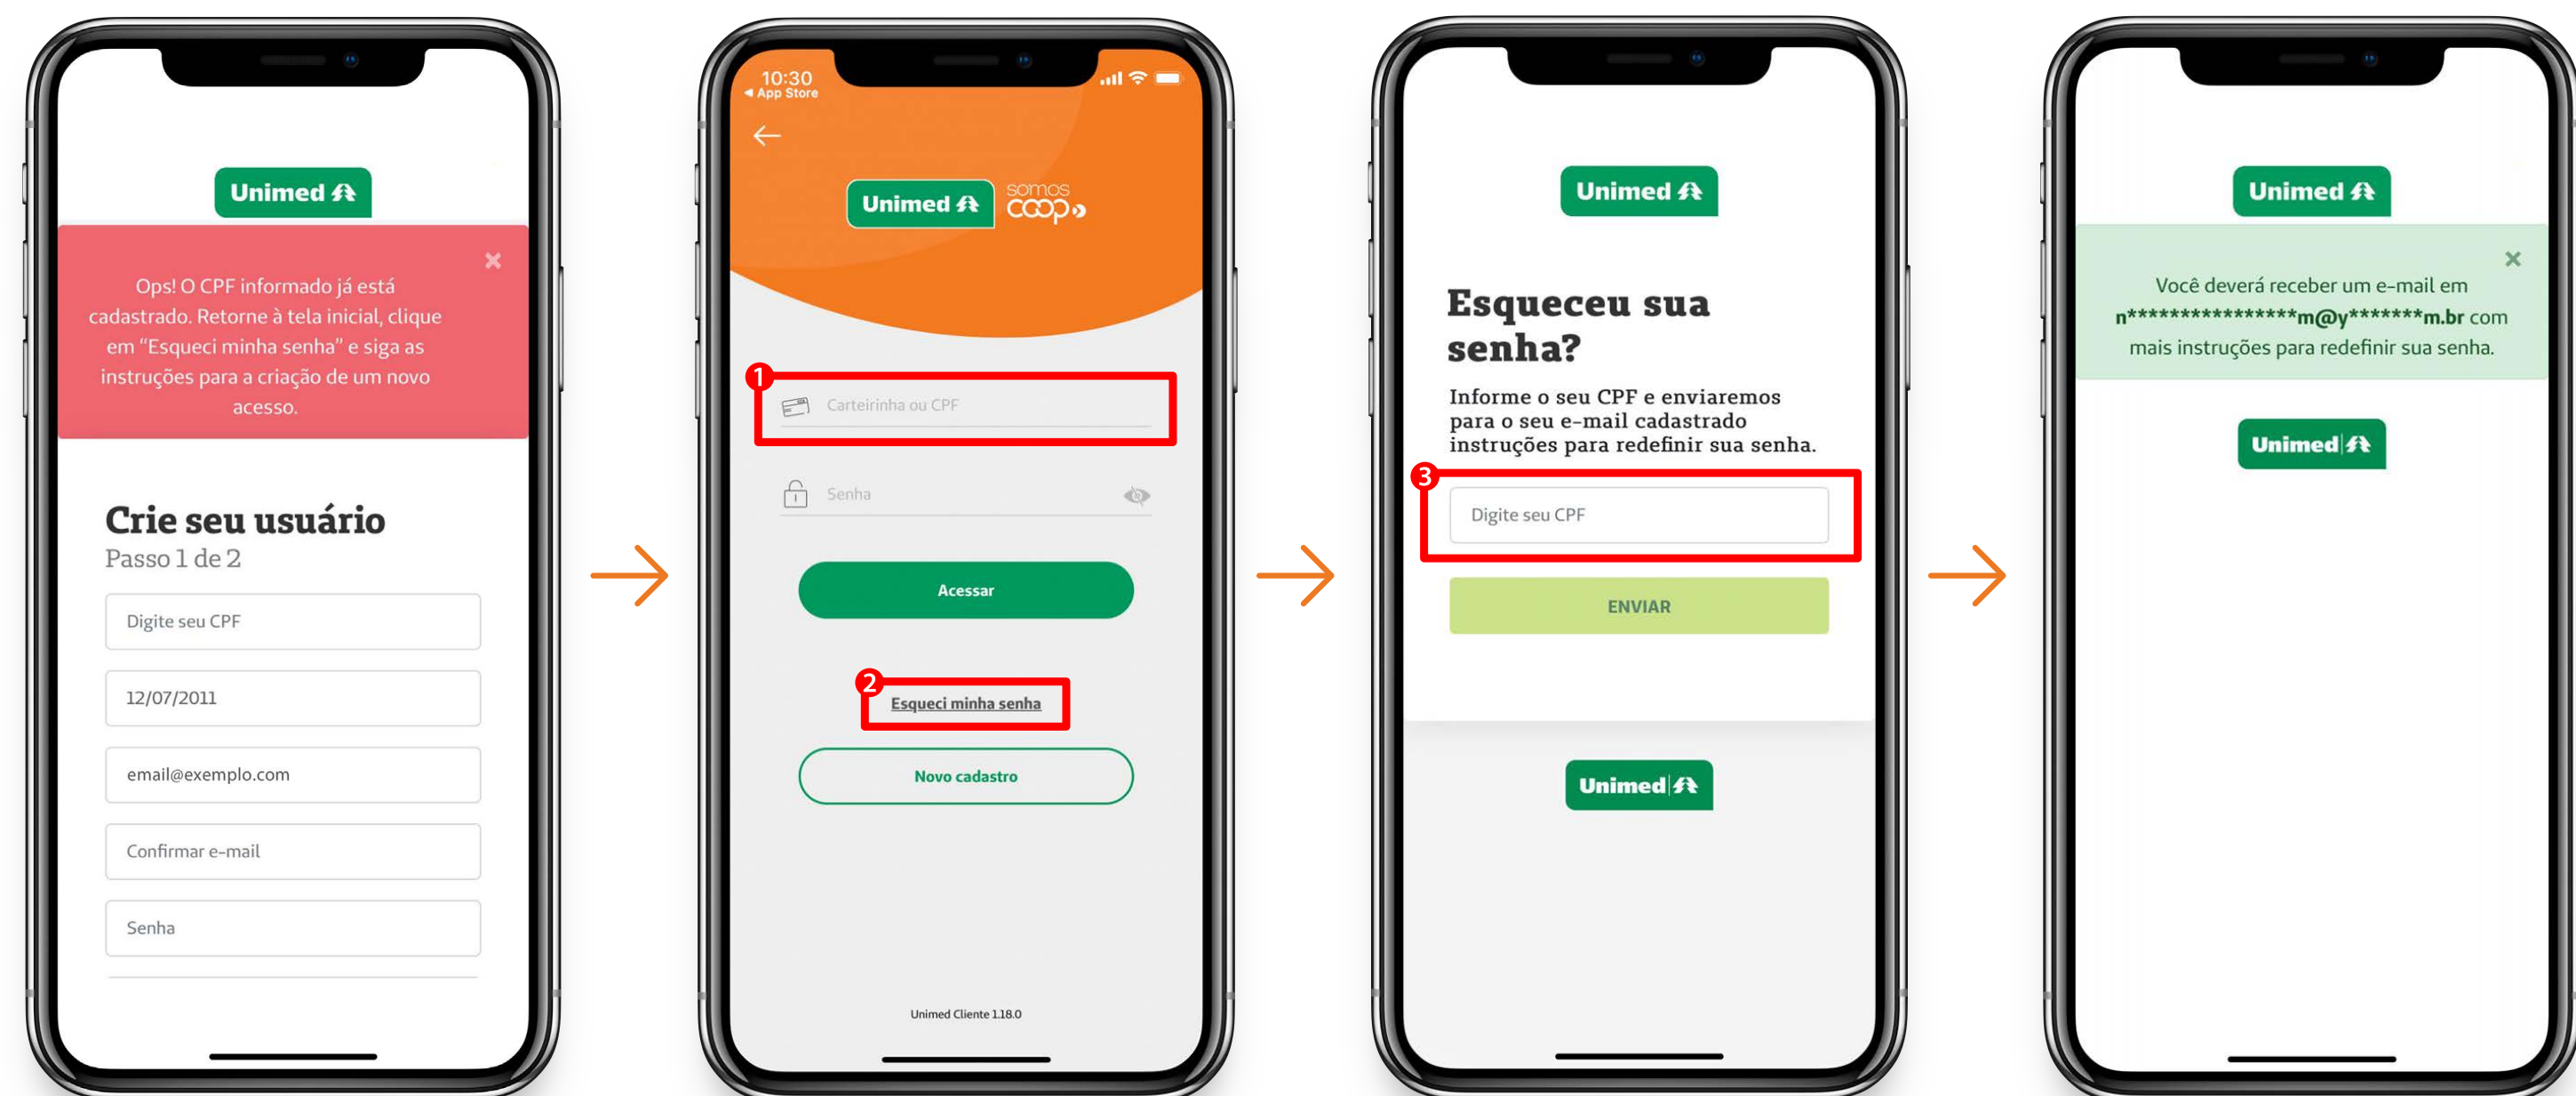 Unimed
Ops! O CPF informado já está
cadastrado. Retorne à tela inicial, clique
em “Esqueci minha senha” e siga as
instruções para a criação de um novo
acesso.
Crie seu usuário
Passo 1 de 2
Digite seu CPF
12/07/2011
email@exemplo.com
Confirmar e-mail
Senha
10:30
App Store
Unimed
somos
coop
1
Carteirinha ou CPF
Senha
Acessar
2
Esqueci minha senha
Novo cadastro
Unimed Cliente 1.18.0
Unimed
Esqueceu sua
senha?
Informe o seu CPF e enviaremos
para o seu e-mail cadastrado
instruções para redefinir sua senha.
3
Digite seu CPF
ENVIAR
Unimed
Unimed
Você deverá receber um e-mail em
n****************m@y*******m.br com
mais instruções para redefinir sua senha.
Unimed